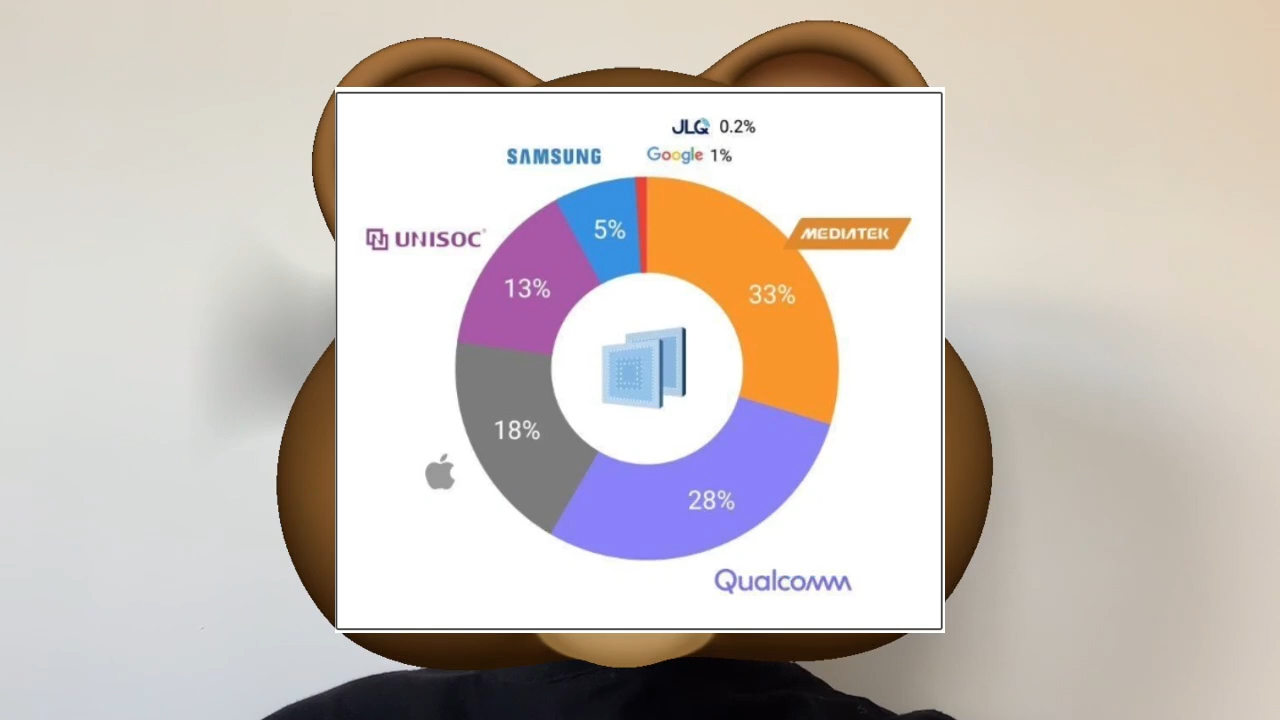 JLQ 0.2%
SAMSUNG
Google 1%
UNISOC
5%
MEDIATEK
13%
33%
18%
28%
Qualcomm